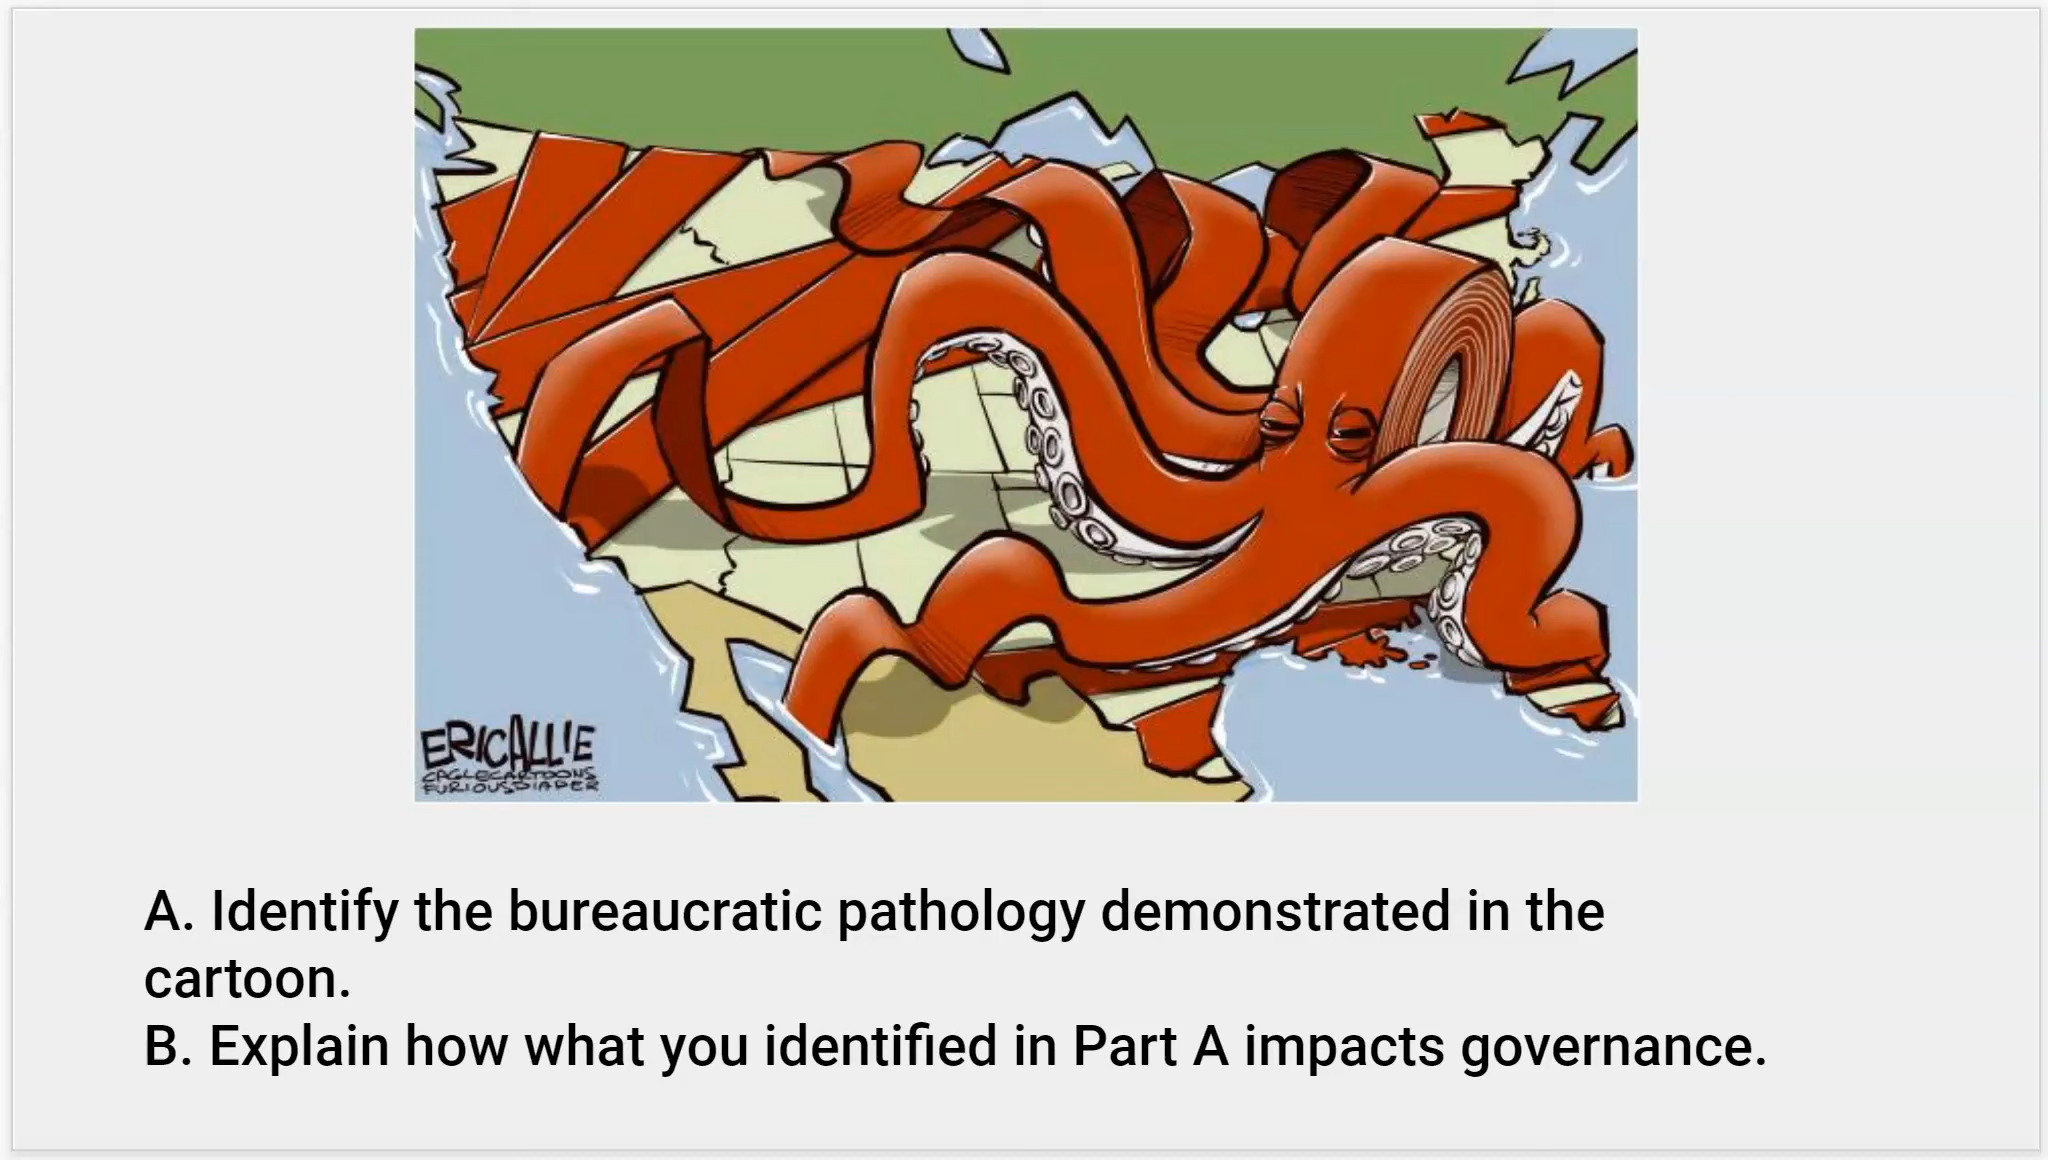 ERICALLIE
CAGLECARTOONS
FURIOUSDIAPER
A. Identify the bureaucratic pathology demonstrated in the
cartoon.
B. Explain how what you identified in Part A impacts governance.